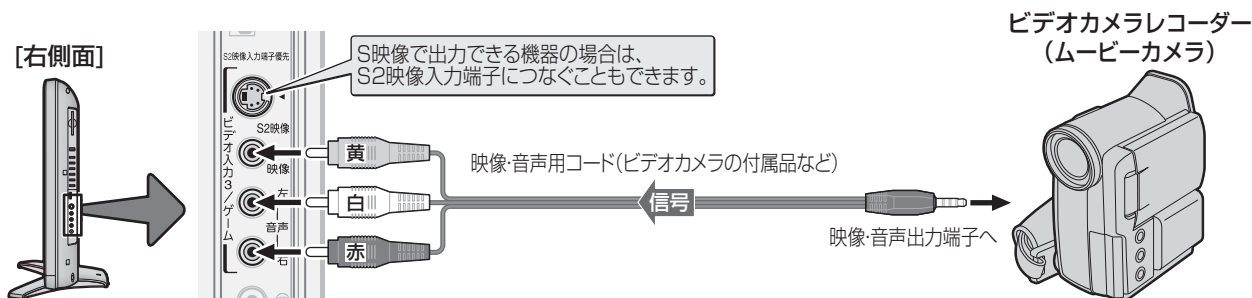 ビデオカメラレコーダー
（ムービーカメラ）
［右側面］
S2映像入力端子優先
S映像で出力できる機器の場合は、
S2映像入力端子につなぐこともできます。
ビデオ入力3/ゲーム
S2映像
映像
左
音声
右
黄
白
赤
映像・音声用コード（ビデオカメラの付属品など）
信号
映像・音声出力端子へ